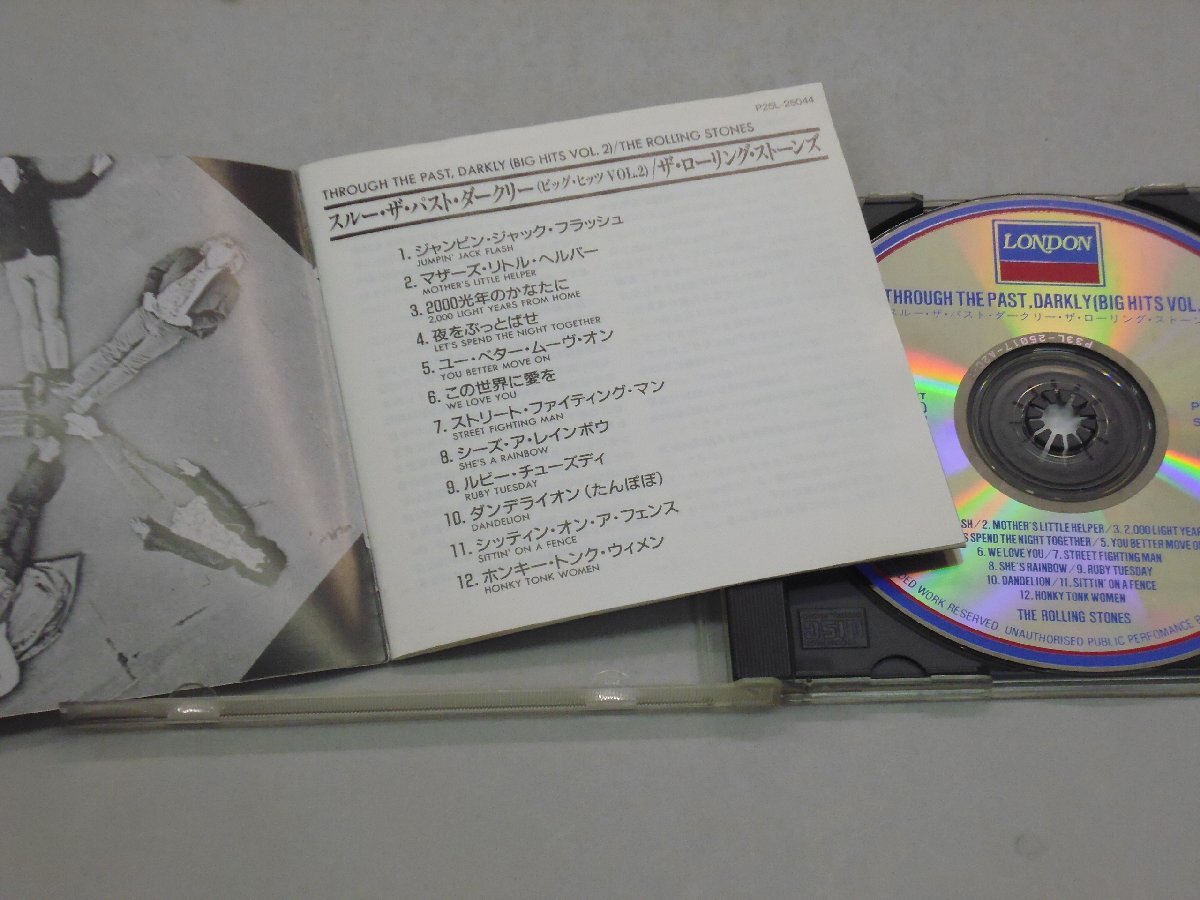 P25L-25044
THROUGH THE PAST, DARKLY (BIG HITS VOL. 2)/THE ROLLING STONES
スルー・ザ・パスト・ダークリー(ビッグ・ヒッツ VOL.2)/ザ・ローリング・ストーンズ
1. ジャンピン・ジャック・フラッシュ
JUMPIN' JACK FLASH
2. マザーズ・リトル・ヘルパー
MOTHER'S LITTLE HELPER
3. 2000光年のかなたに
2,000 LIGHT YEARS FROM HOME
4. 夜をぶっとばせ
LET'S SPEND THE NIGHT TOGETHER
5. ユー・ベター・ムーヴ・オン
YOU BETTER MOVE ON
6. この世界に愛を
WE LOVE YOU
7. ストリート・ファイティング・マン
STREET FIGHTING MAN
8. シーズ・ア・レインボウ
SHE'S A RAINBOW
9. ルビー・チューズディ
RUBY TUESDAY
10. ダンデライオン(たんぽぽ)
DANDELION
11. シッティン・オン・ア・フェンス
SITTIN' ON A FENCE
12. ホンキー・トンク・ウィメン
HONKY TONK WOMEN
LONDON
THROUGH THE PAST, DARKLY (BIG HITS VOL.
スルー・ザ・パスト・ダークリー・ザ・ローリング・ストーン
P33L-25017
SH/2. MOTHER'S LITTLE HELPER/3. 2,000 LIGHT YEAR
SPEND THE NIGHT TOGETHER/5. YOU BETTER MOVE O
6. WE LOVE YOU/7. STREET FIGHTING MAN
8. SHE'S A RAINBOW/9. RUBY TUESDAY
10. DANDELION/11. SITTIN' ON A FENCE
12. HONKY TONK WOMEN
THE ROLLING STONES
DED WORK RESERVED. UNAUTHORISED PUBLIC PERFOMANCE B